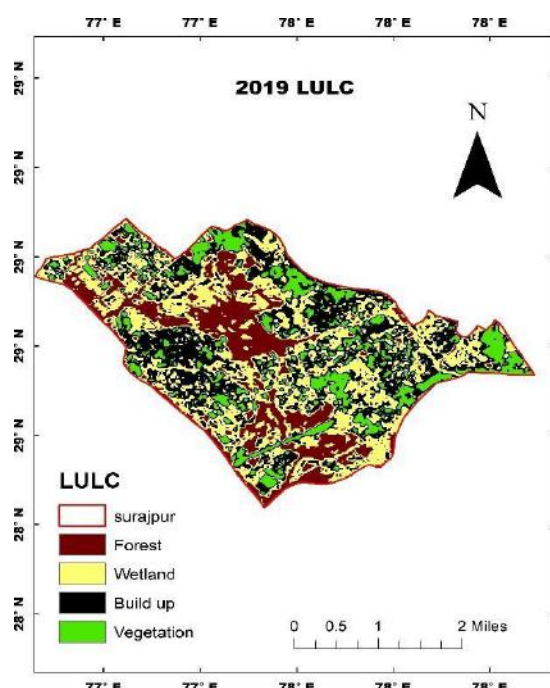 77° E 77° E 78° E 78° E 78° E
2019 LULC
N
29° N
29° N
29° N
29° N
29° N
28° N
28° N
LULC
surajpur
Forest
Wetland
Build up
Vegetation
0 0.5 1 2 Miles
77° E 77° E 78° E 78° E 78° E